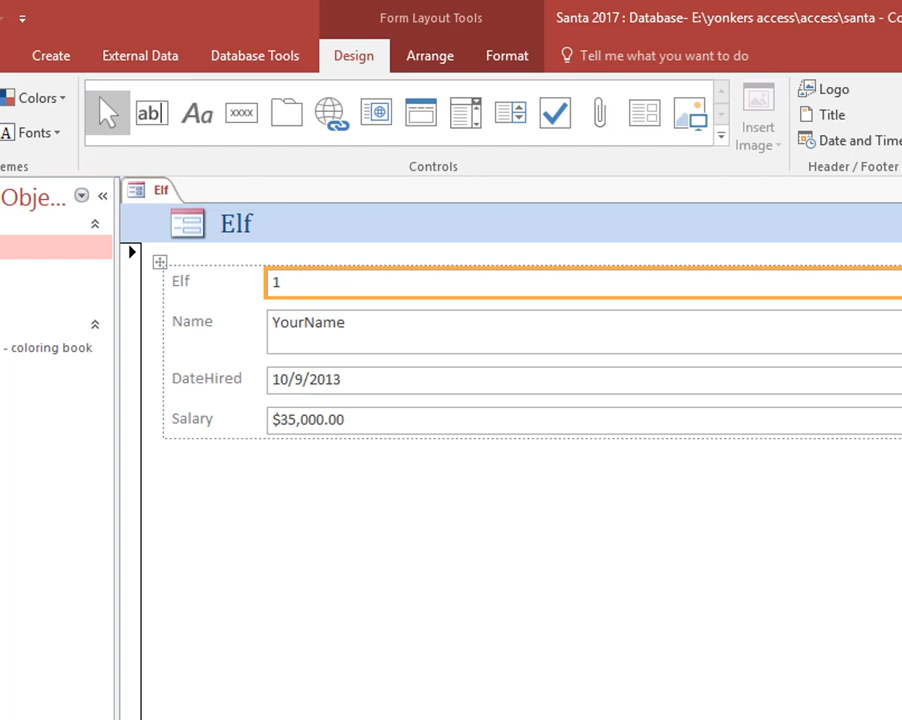 Form Layout Tools
Santa 2017 : Database- E:\yonkers access\access\santa - Co
Create External Data Database Tools Design Arrange Format Tell me what you want to do
Colors
ab|
Aa
xxxx
Logo
Fonts
Insert
Image
Title
Date and Time
emes
Controls
Header / Footer
Obje... «
Elf
Elf
Elf 1
Name YourName
- coloring book
DateHired 10/9/2013
Salary $35,000.00